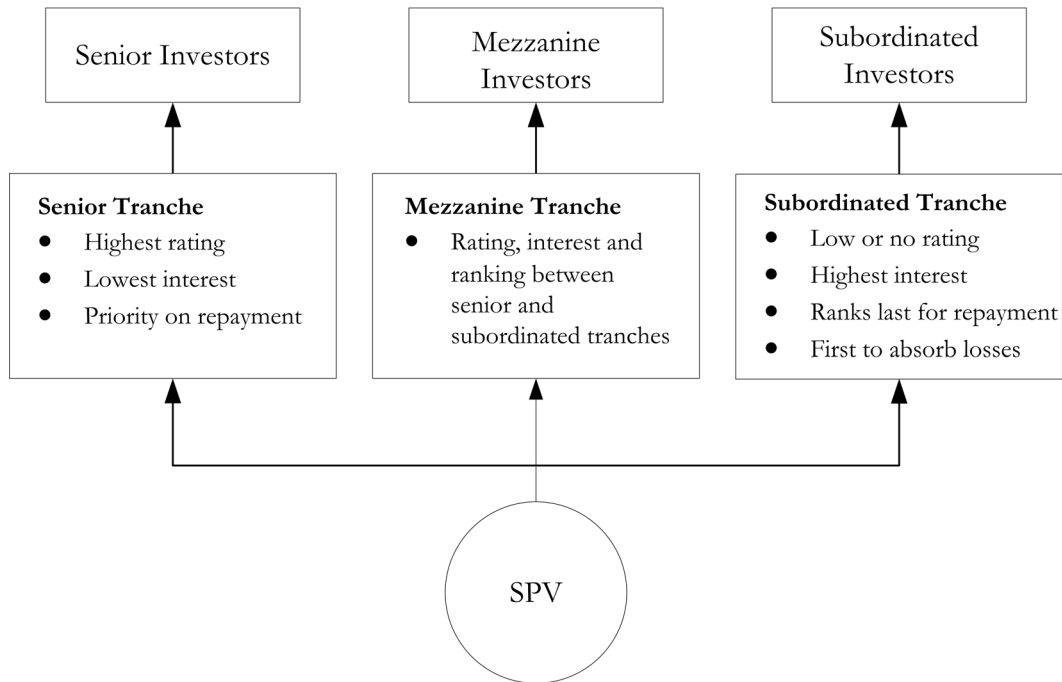 Senior Investors
Mezzanine
Investors
Subordinated
Investors
Senior Tranche
● Highest rating
● Lowest interest
● Priority on repayment
Mezzanine Tranche
● Rating, interest and
ranking between
senior and
subordinated tranches
Subordinated Tranche
● Low or no rating
● Highest interest
● Ranks last for repayment
● First to absorb losses
SPV